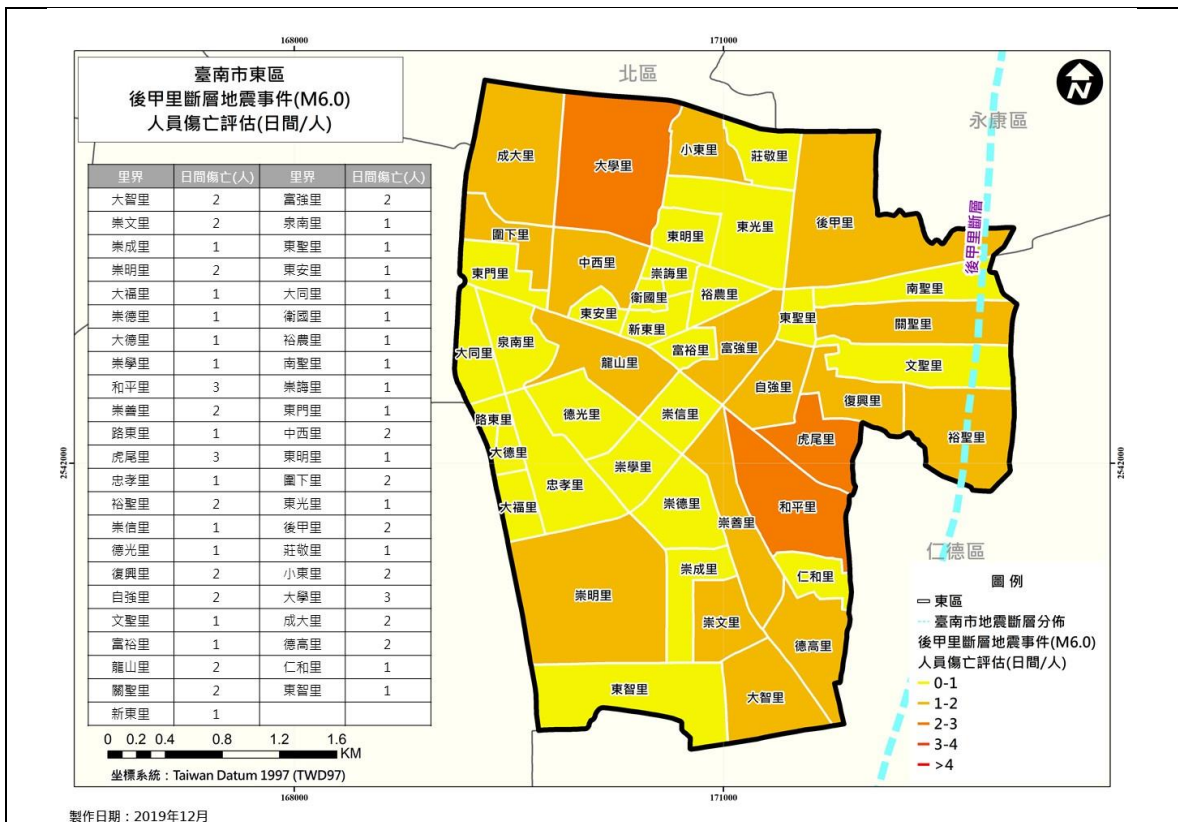 168000
171000
臺南市東區
後甲里斷層地震事件(M6.0)
人員傷亡評估(日間/人)
里界 日間傷亡(人) 里界 日間傷亡(人)
大智里 2 富強里 2
崇文里 2 泉南里 1
崇成里 1 東聖里 1
崇明里 2 東安里 1
大福里 1 大同里 1
崇德里 1 衛國里 1
大德里 1 裕農里 1
崇學里 1 南聖里 1
和平里 3 崇誨里 1
崇善里 2 東門里 1
路東里 1 中西里 2
虎尾里 3 東明里 1
忠孝里 1 圍下里 2
裕聖里 2 東光里 1
崇信里 1 後甲里 2
德光里 1 莊敬里 1
復興里 2 小東里 2
自強里 2 大學里 3
文聖里 1 成大里 2
富裕里 1 德高里 2
龍山里 2 仁和里 1
關聖里 2 東智里 1
新東里 1
0 0.2 0.4 0.8 1.2 1.6
KM
坐標系統：Taiwan Datum 1997 (TWD97)
製作日期：2019年12月
北區
N
永康區
成大里
大學里
小東里
莊敬里
東光里
後甲里
後甲里斷層
圍下里
東明里
中西里
崇誨里
東門里
衛國里
裕農里
南聖里
東安里
新東里
東聖里
關聖里
大同里
泉南里
龍山里
富裕里
富強里
文聖里
自強里
復興里
路東里
德光里
崇信里
虎尾里
裕聖里
大德里
崇學里
忠孝里
大福里
崇德里
崇善里
和平里
仁德區
崇成里
仁和里
崇明里
崇文里
德高里
東智里
大智里
2542000
2542000
圖 例
東區
臺南市地震斷層分佈
後甲里斷層地震事件(M6.0)
人員傷亡評估(日間/人)
0-1
1-2
2-3
3-4
>4
168000
171000